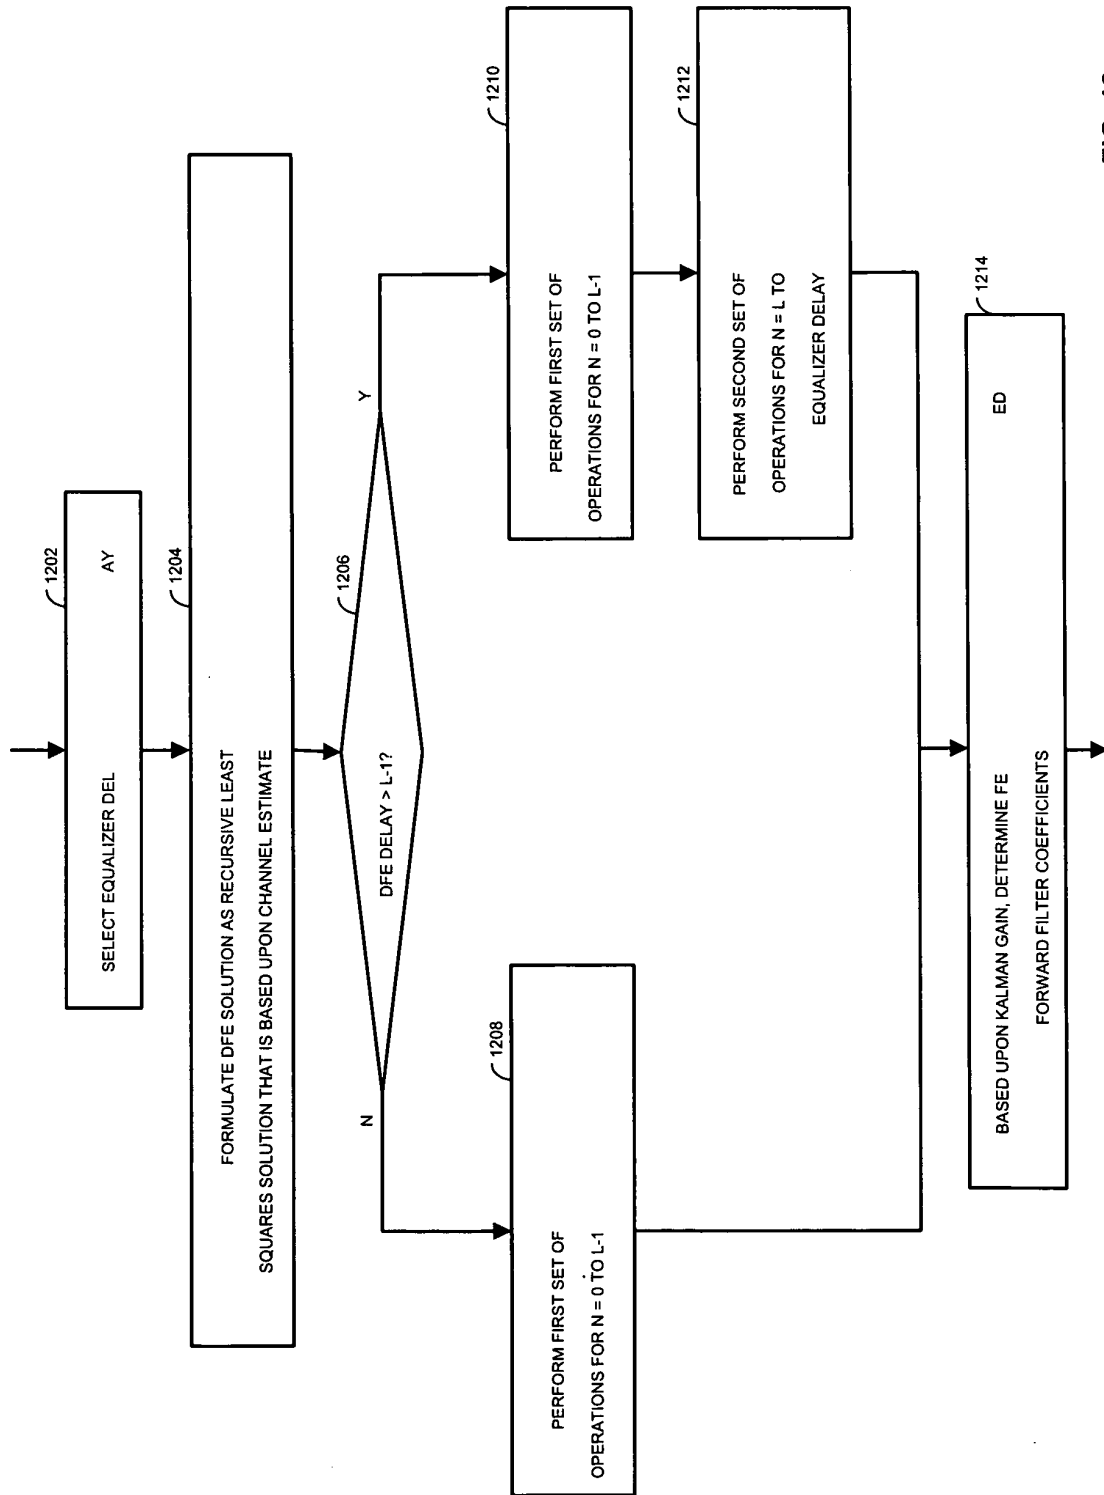 1202
SELECT EQUALIZER DEL AY
1204
FORMULATE DFE SOLUTION AS RECURSIVE LEAST
SQUARES SOLUTION THAT IS BASED UPON CHANNEL ESTIMATE
1206
DFE DELAY > L-1?
N
Y
1208
PERFORM FIRST SET OF
OPERATIONS FOR N = 0 TO L-1
1210
PERFORM FIRST SET OF
OPERATIONS FOR N = 0 TO L-1
1212
PERFORM SECOND SET OF
OPERATIONS FOR N = L TO
EQUALIZER DELAY
1214
BASED UPON KALMAN GAIN, DETERMINE FE ED
FORWARD FILTER COEFFICIENTS